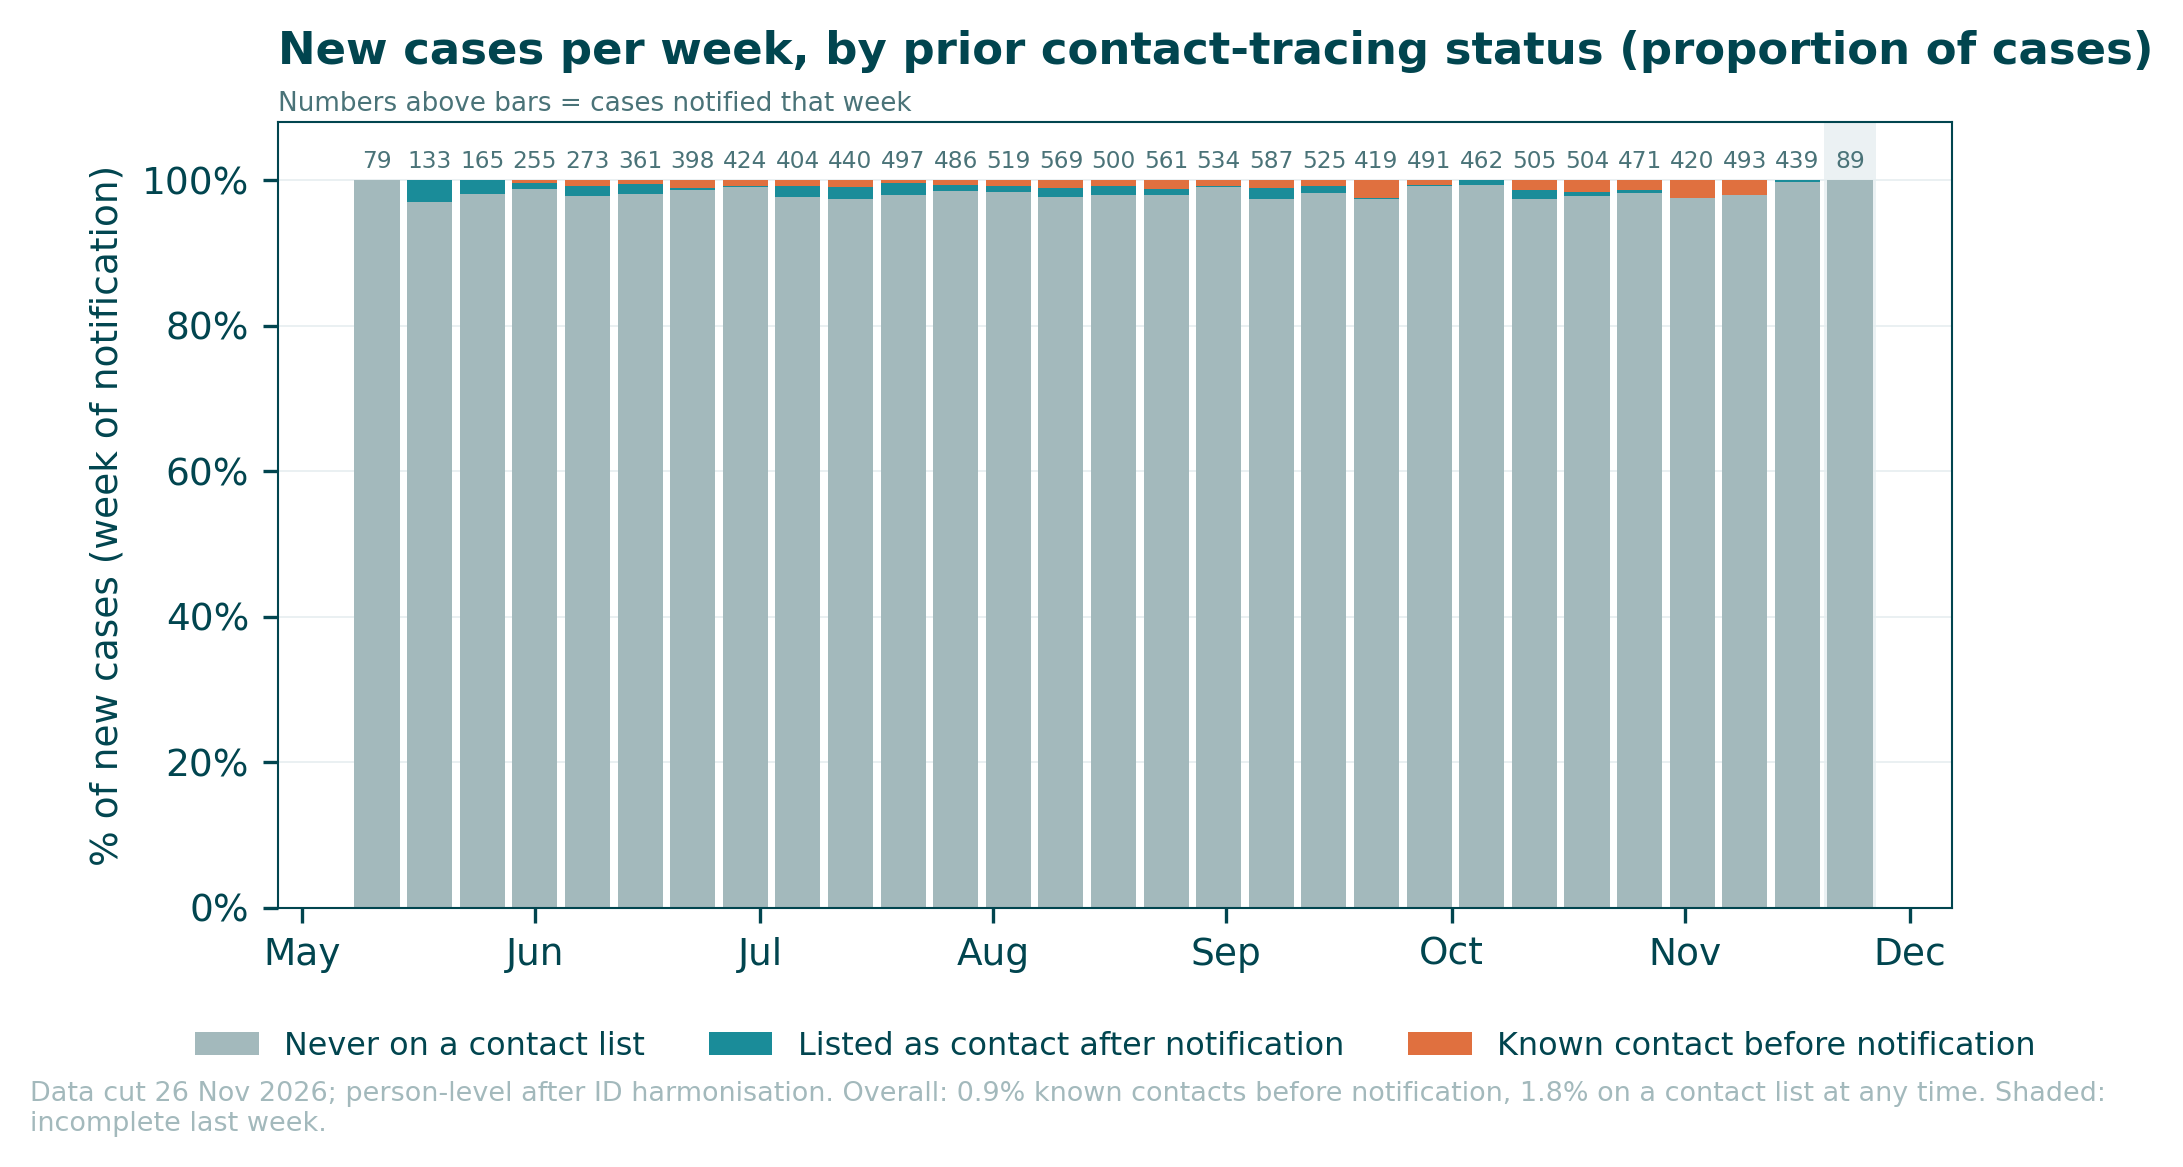 New cases per week, by prior contact-tracing status (proportion of cases)
Numbers above bars = cases notified that week
79 133 165 255 273 361 398 424 404 440 497 486 519 569 500 561 534 587 525 419 491 462 505 504 471 420 493 439 89
% of new cases (week of notification)
100%
80%
60%
40%
20%
0%
May Jun Jul Aug Sep Oct Nov Dec
Never on a contact list Listed as contact after notification Known contact before notification
Data cut 26 Nov 2026; person-level after ID harmonisation. Overall: 0.9% known contacts before notification, 1.8% on a contact list at any time. Shaded:
incomplete last week.